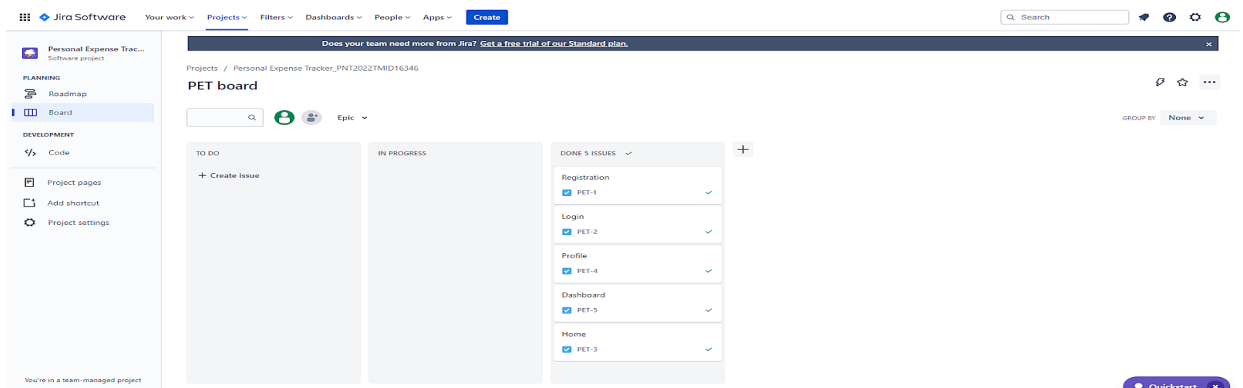 Jira Software Your work Projects Filters Dashboards People Apps Create Search
Personal Expense Trac...
Software project
PLANNING
Roadmap
Board
DEVELOPMENT
Code
Project pages
Add shortcut
Project settings
You're in a team-managed project
Does your team need more from Jira? Get a free trial of our Standard plan.
Projects / Personal Expense Tracker_PNT2022TMID16346
PET board
Epic
GROUP BY None
TO DO
Create issue
IN PROGRESS
DONE 5 ISSUES
Registration
PET-1
Login
PET-2
Profile
PET-4
Dashboard
PET-5
Home
PET-3
Quickstart